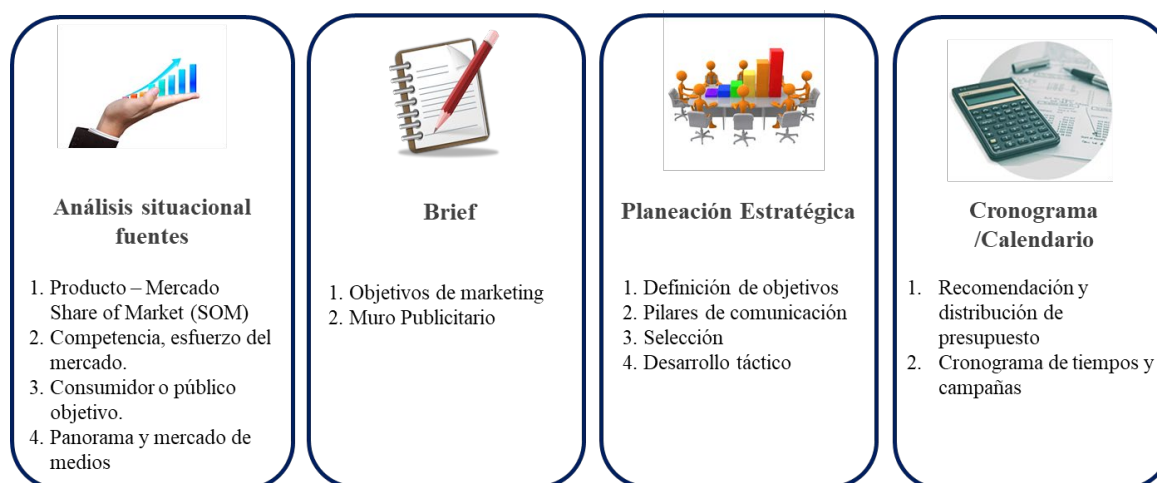 Análisis situacional
fuentes
1. Producto – Mercado
Share of Market (SOM)
2. Competencia, esfuerzo del
mercado.
3. Consumidor o público
objetivo.
4. Panorama y mercado de
medios
Brief
1. Objetivos de marketing
2. Muro Publicitario
Planeación Estratégica
1. Definición de objetivos
2. Pilares de comunicación
3. Selección
4. Desarrollo táctico
Cronograma
/Calendario
1. Recomendación y
distribución de
presupuesto
2. Cronograma de tiempos y
campañas